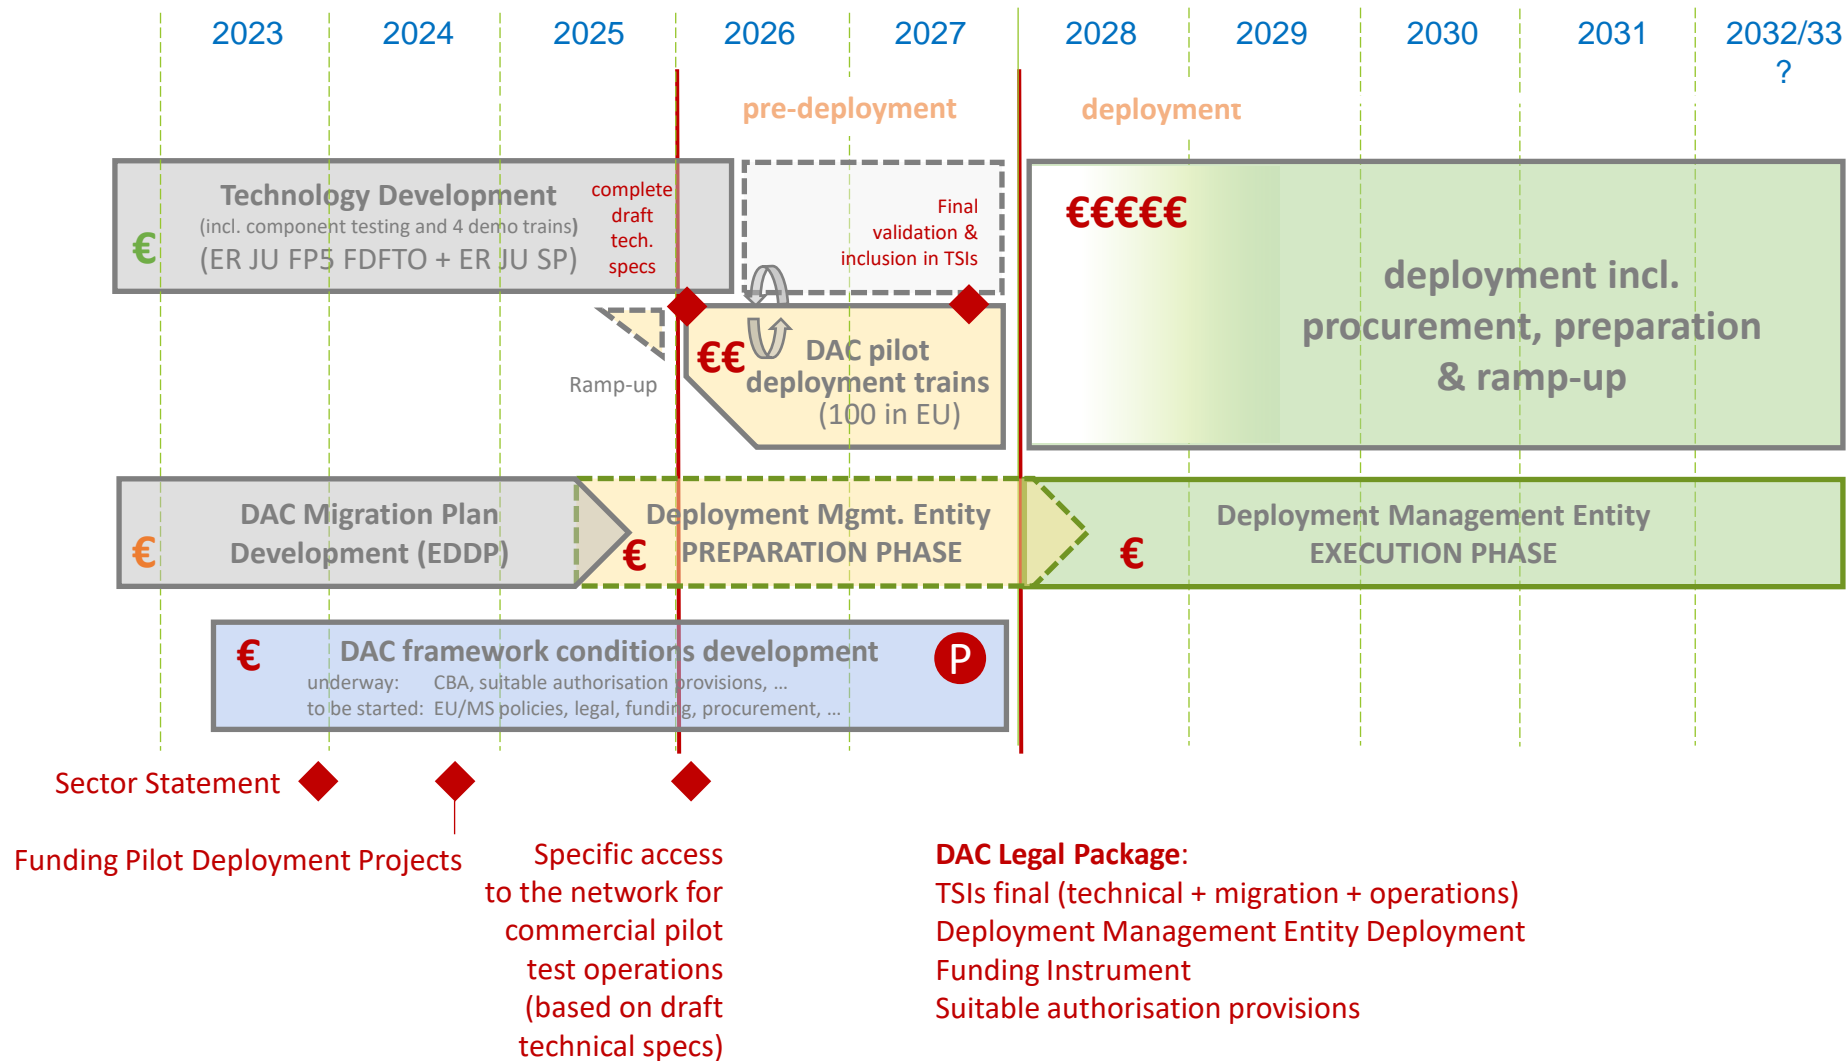 2023 2024 2025 2026 2027 2028 2029 2030 2031 2032/33
?
pre-deployment
deployment
Technology Development
(incl. component testing and 4 demo trains)
(ER JU FP5 FDFTO + ER JU SP)
€
complete
draft
tech.
specs
Final
validation &
inclusion in TSIs
€€€€€
deployment incl.
procurement, preparation
& ramp-up
Ramp-up
€€
DAC pilot
deployment trains
(100 in EU)
DAC Migration Plan
Development (EDDP)
€
Deployment Mgmt. Entity
PREPARATION PHASE
€
Deployment Management Entity
EXECUTION PHASE
€
€
DAC framework conditions development
underway: CBA, suitable authorisation provisions, ...
to be started: EU/MS policies, legal, funding, procurement, ...
P
Sector Statement
Funding Pilot Deployment Projects
Specific access
to the network for
commercial pilot
test operations
(based on draft
technical specs)
DAC Legal Package:
TSIs final (technical + migration + operations)
Deployment Management Entity Deployment
Funding Instrument
Suitable authorisation provisions